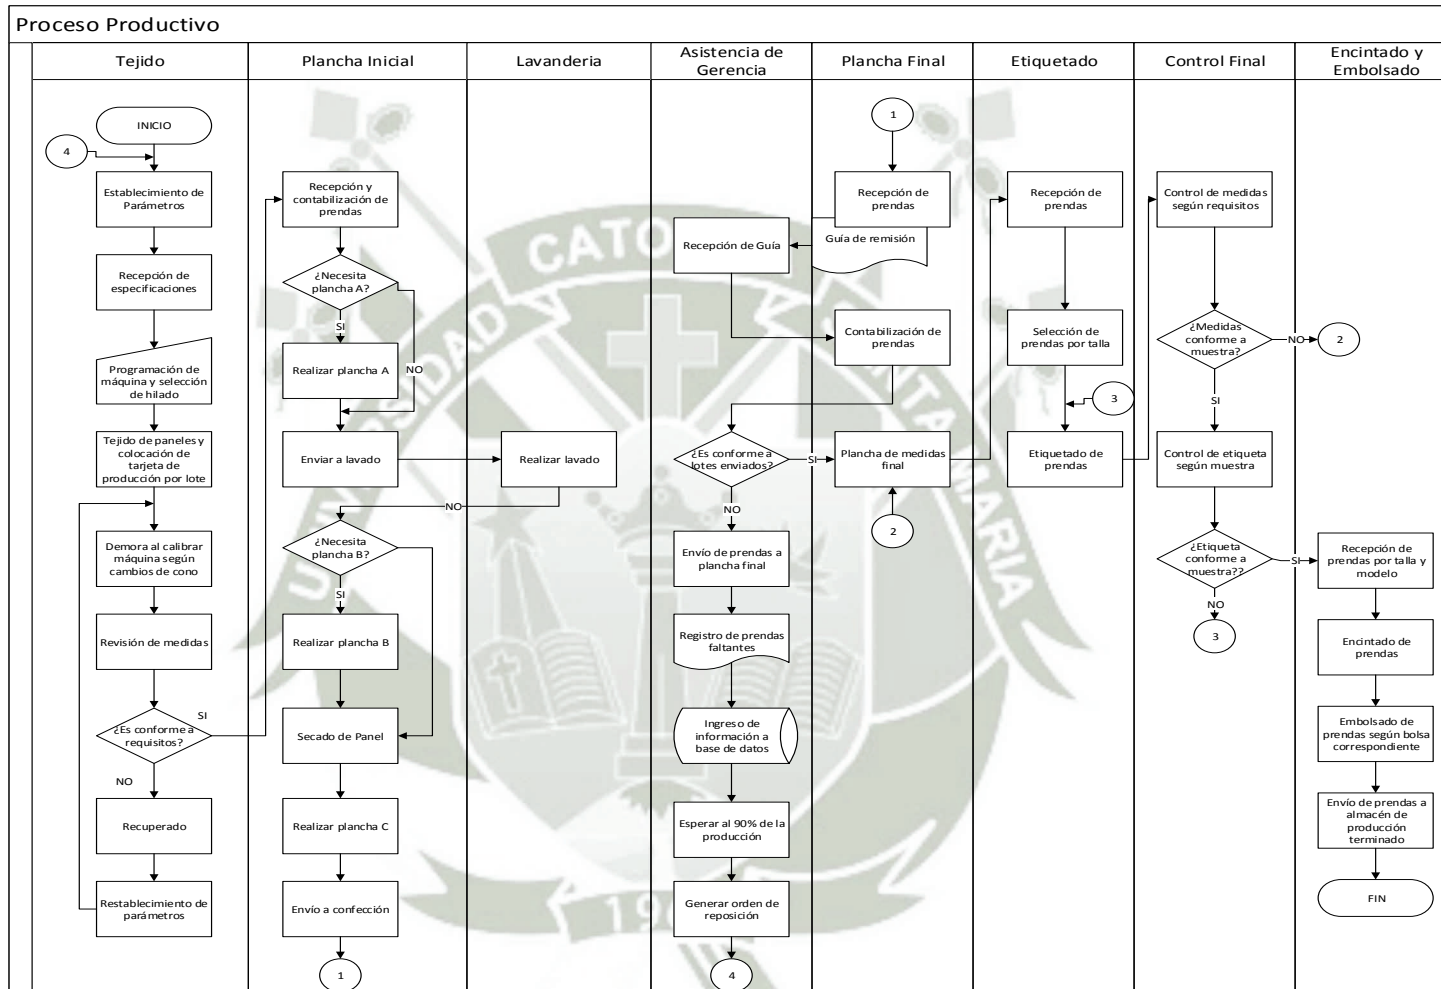 Proceso Productivo
Tejido
Plancha Inicial
Lavanderia
Asistencia de
Gerencia
Plancha Final
Etiquetado
Control Final
Encintado y
Embolsado
INICIO
4
Establecimiento de
Parámetros
Recepción de
especificaciones
Programación de
máquina y selección
de hilado
Tejido de paneles y
colocación de
tarjeta de
producción por lote
Demora al calibrar
máquina según
cambios de cono
Revisión de medidas
¿Es conforme a
requisitos?
SI
NO
Recuperado
Restablecimiento de
parámetros
Recepción y
contabilización de
prendas
¿Necesita
plancha A?
SI
NO
Realizar plancha A
Enviar a lavado
¿Necesita
plancha B?
SI
Realizar plancha B
Secado de Panel
Realizar plancha C
Envío a confección
1
Realizar lavado
NO
Recepción de Guía
¿Es conforme a
lotes enviados?
SI
NO
Envío de prendas a
plancha final
Registro de prendas
faltantes
Ingreso de
información a
base de datos
Esperar al 90% de la
producción
Generar orden de
reposición
4
1
Recepción de
prendas
Guía de remisión
Contabilización de
prendas
Plancha de medidas
final
2
Recepción de
prendas
Selección de
prendas por talla
3
Etiquetado de
prendas
Control de medidas
según requisitos
¿Medidas
conforme a
muestra?
NO
2
SI
Control de etiqueta
según muestra
¿Etiqueta
conforme a
muestra??
SI
NO
3
Recepción de
prendas por talla y
modelo
Encintado de
prendas
Embolsado de
prendas según bolsa
correspondiente
Envío de prendas a
almacén de
producción
terminado
FIN
UNIVERSIDAD
CATO
SANTA MARIA